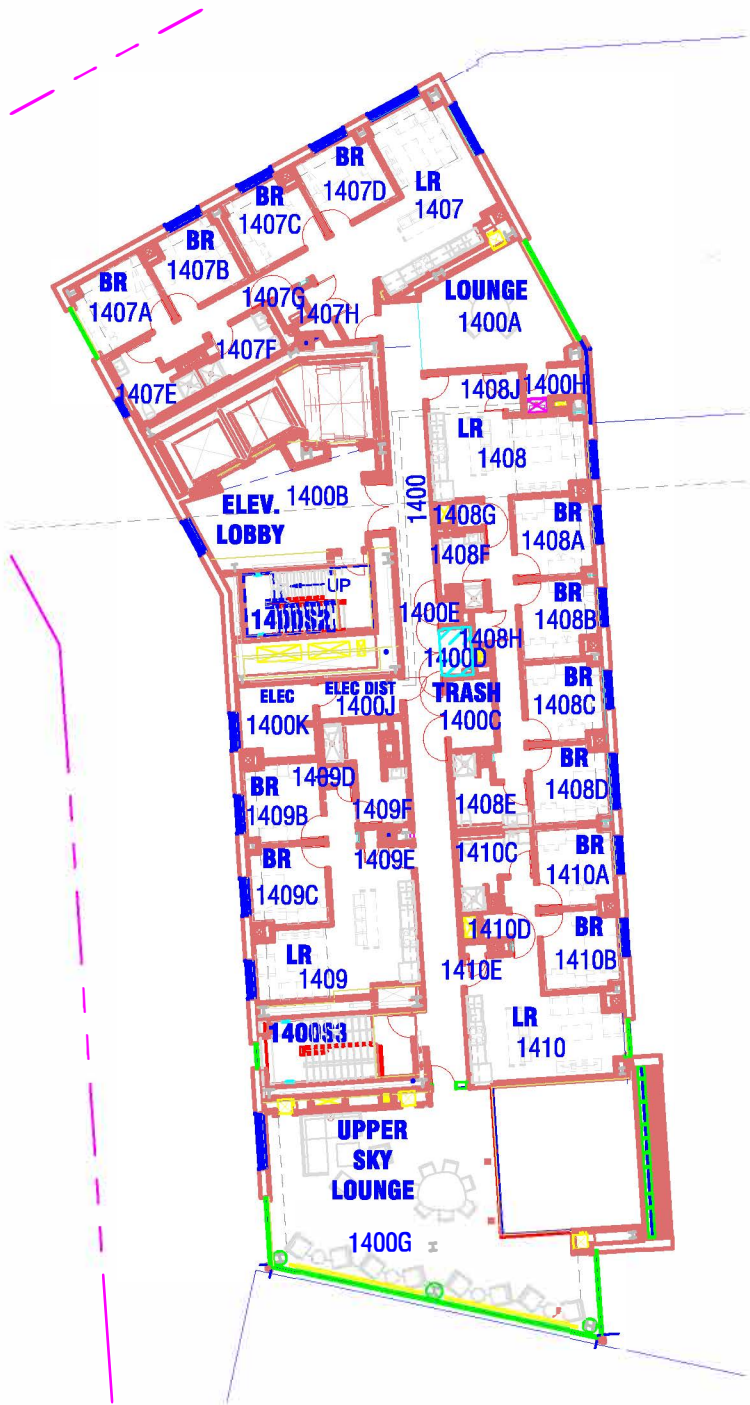 BR
1407D
LR
1407
BR
1407C
BR
1407B
BR
1407A
1407G
1407H
LOUNGE
1400A
1407F
1407E
1408J
1400H
LR
1408
1400B
ELEV.
LOBBY
1400
1408G
BR
1408A
1408F
UP
1400S2
1400E
BR
1408B
1408H
1400D
ELEC
1400K
ELEC DIST
1400J
TRASH
1400C
BR
1408C
1409D
BR
1409B
1409F
1408E
BR
1408D
1409E
1410C
BR
1410A
BR
1409C
1410D
BR
1410B
LR
1409
1410E
LR
1410
1400S3
UPPER
SKY
LOUNGE
1400G